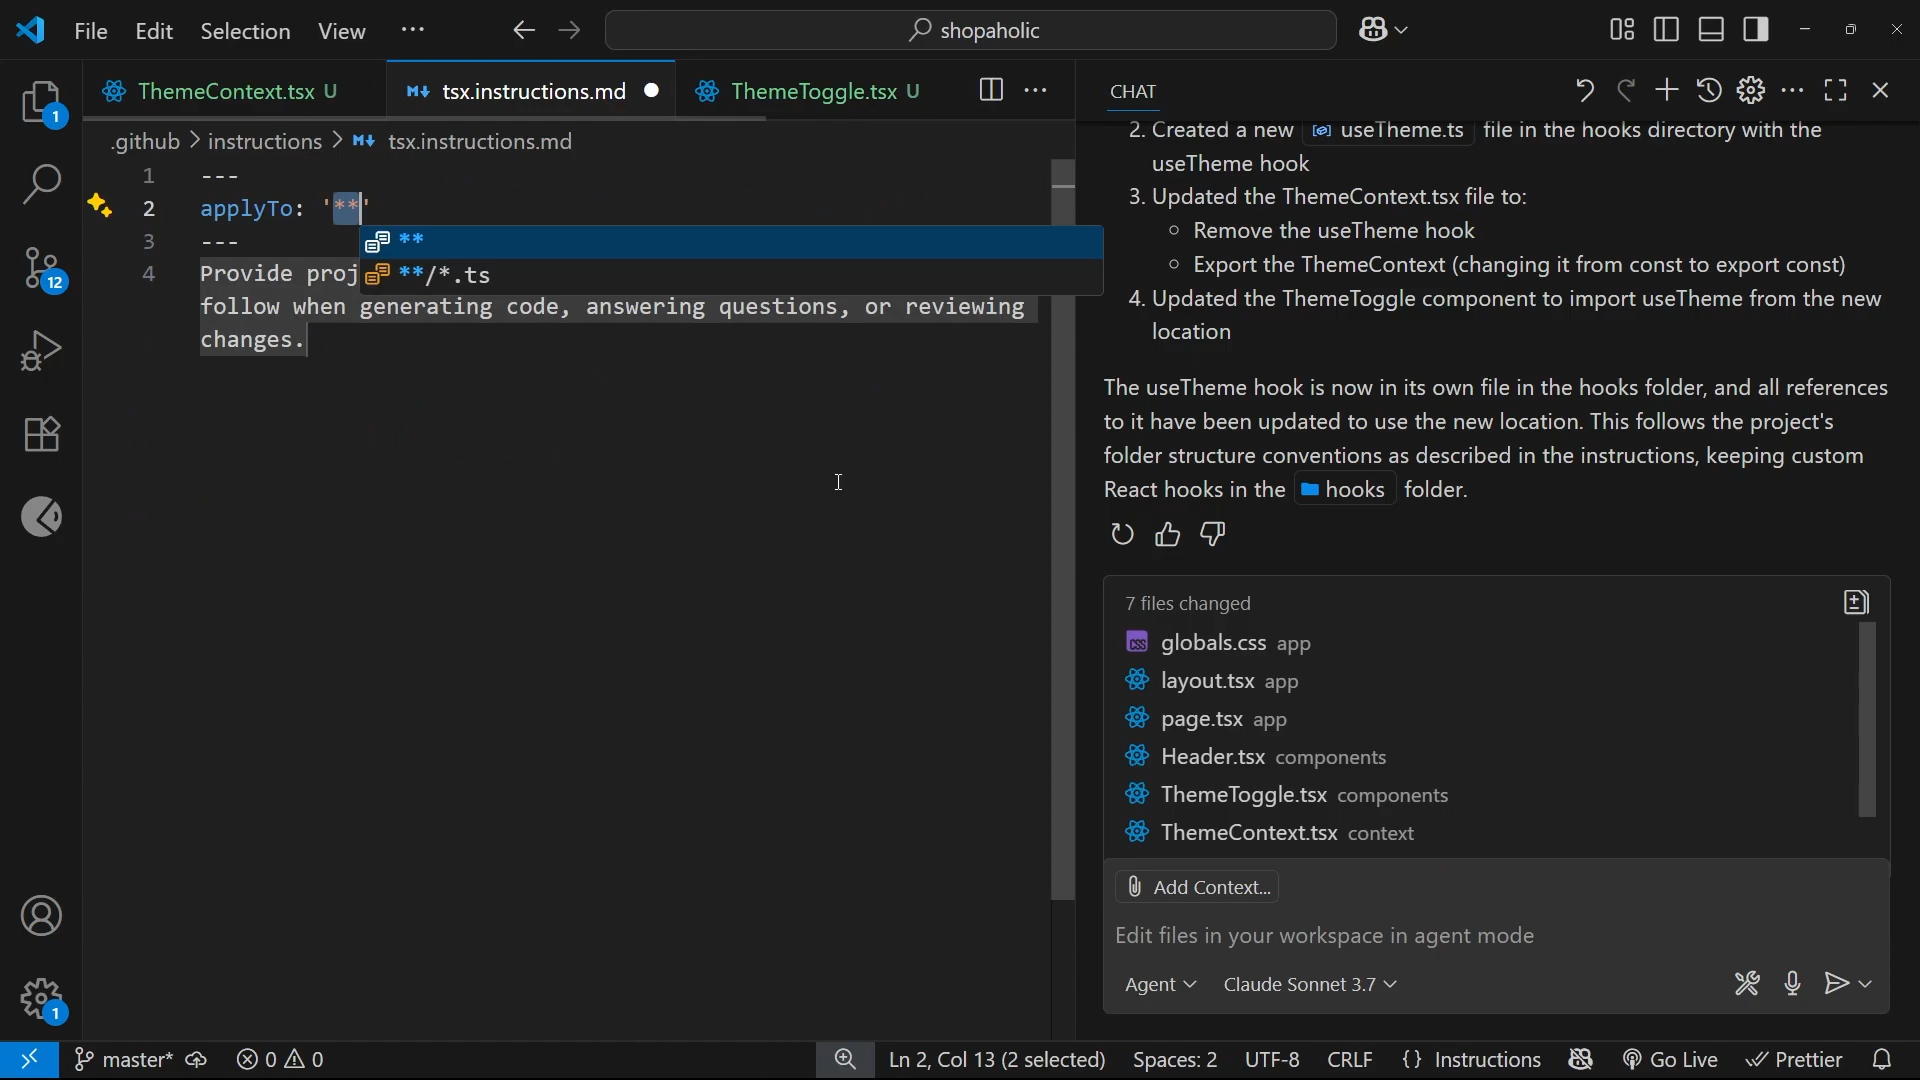 File Edit Selection View ···
shopaholic
ThemeContext.tsx U
tsx.instructions.md
ThemeToggle.tsx U
.github > instructions > tsx.instructions.md
1 ---
2 applyTo: '**'
3 ---
4 Provide proj
follow when generating code, answering questions, or reviewing
changes.
**
**/*.ts
CHAT
2. Created a new useTheme.ts file in the hooks directory with the
useTheme hook
3. Updated the ThemeContext.tsx file to:
Remove the useTheme hook
Export the ThemeContext (changing it from const to export const)
4. Updated the ThemeToggle component to import useTheme from the new
location
The useTheme hook is now in its own file in the hooks folder, and all references
to it have been updated to use the new location. This follows the project's
folder structure conventions as described in the instructions, keeping custom
React hooks in the hooks folder.
7 files changed
globals.css app
layout.tsx app
page.tsx app
Header.tsx components
ThemeToggle.tsx components
ThemeContext.tsx context
Add Context...
Edit files in your workspace in agent mode
Agent Claude Sonnet 3.7
1
12
1
master* 0 0 Ln 2, Col 13 (2 selected) Spaces: 2 UTF-8 CRLF {} Instructions Go Live Prettier